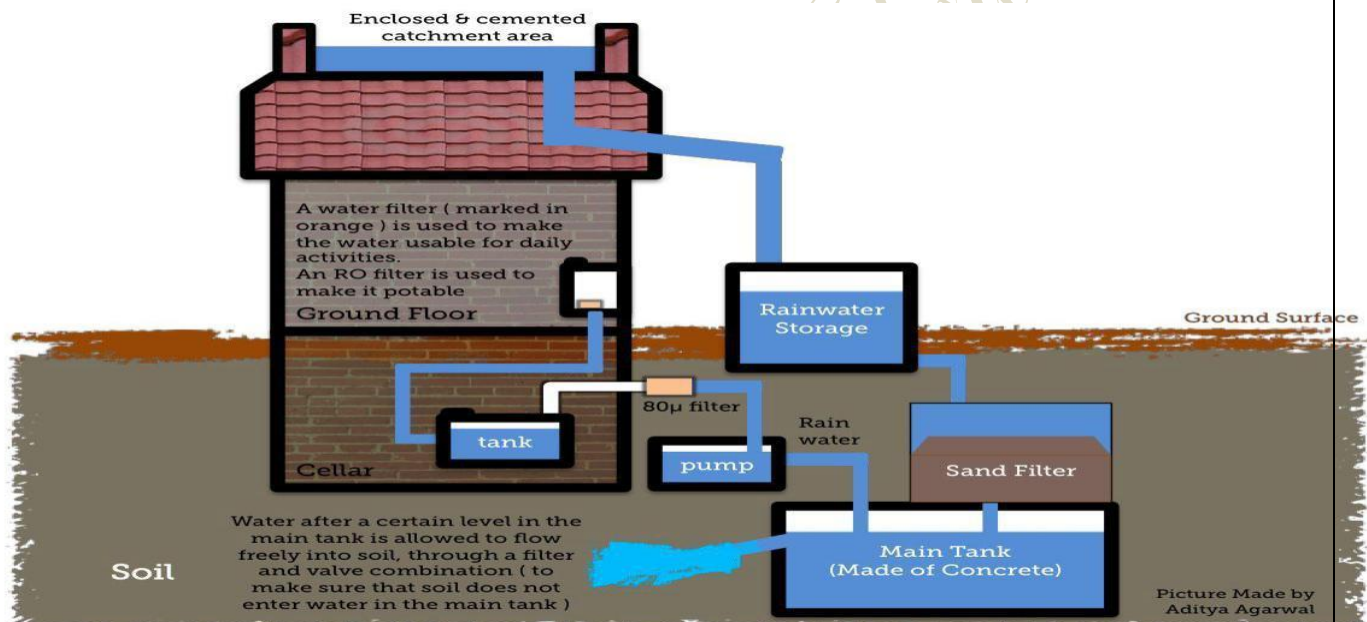 Enclosed & cemented
catchment area
A water filter ( marked in
orange ) is used to make
the water usable for daily
activities.
An RO filter is used to
make it potable
Ground Floor
Rainwater
Storage
Ground Surface
80µ filter
Rain
water
tank
pump
Sand Filter
Cellar
Water after a certain level in the
main tank is allowed to flow
freely into soil, through a filter
and valve combination ( to
make sure that soil does not
enter water in the main tank )
Soil
Main Tank
(Made of Concrete)
Picture Made by
Aditya Agarwal